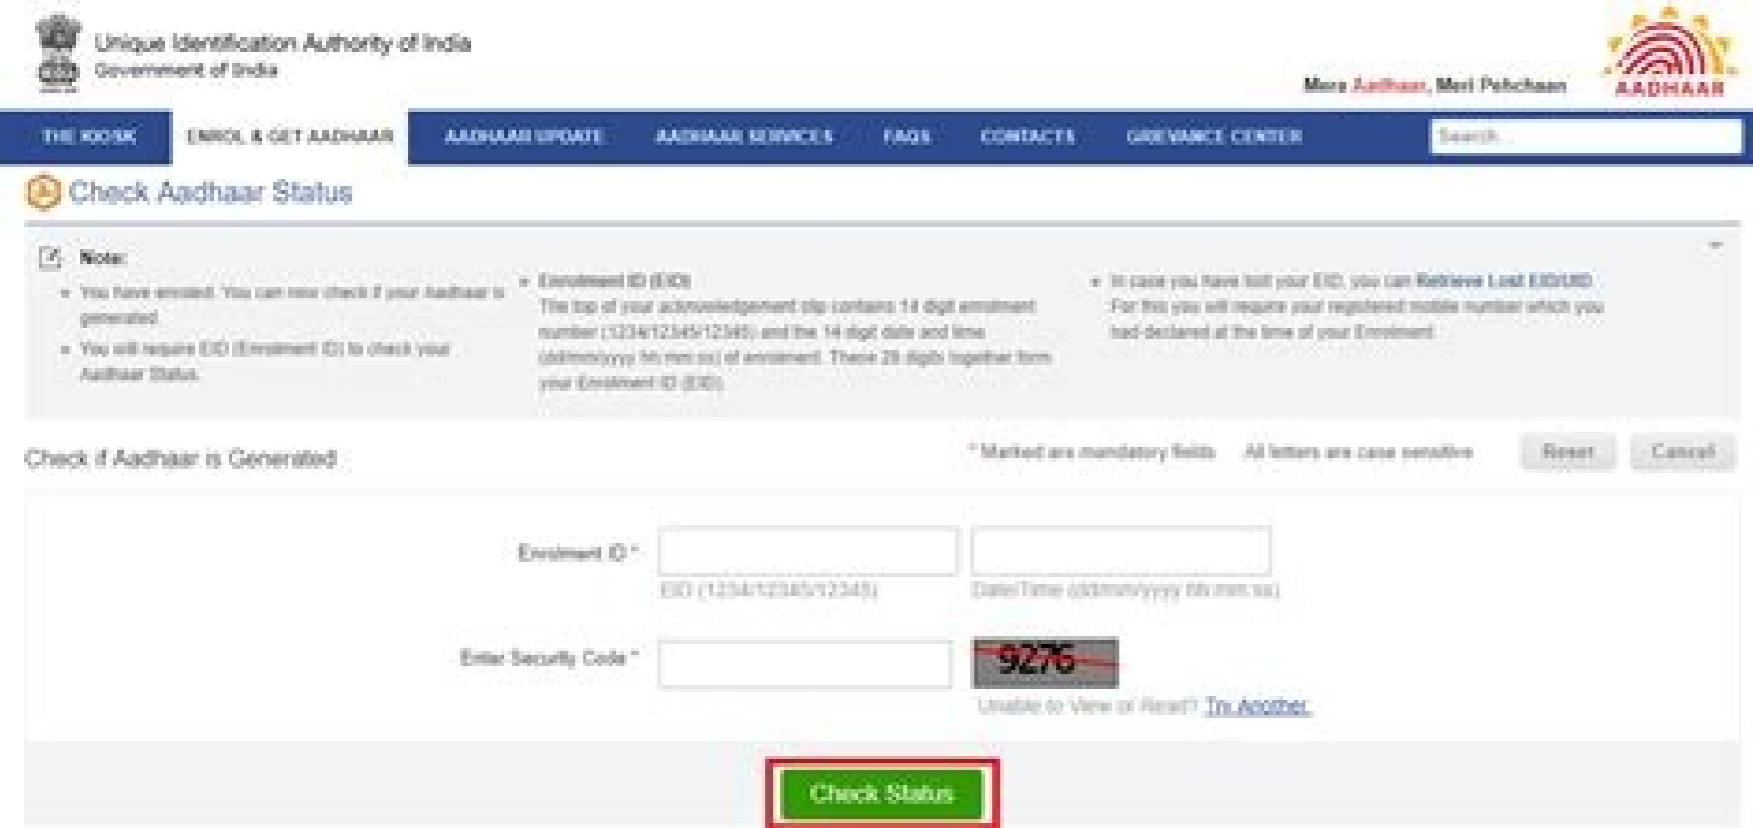 Unique Identification Authority of India
Government of India
Mera Aadhaar, Meri Pehchaan
AADHAAR
THE KIOSK ENROL & GET AADHAAR AADHAAR UPDATE AADHAAR SERVICES FAQS CONTACTS GRIEVANCE CENTER Search...
Check Aadhaar Status
Note:
You have enroled. You can now check if your Aadhaar is
generated.
You will require EID (Enrolment ID) to check your
Aadhaar Status.
Enrolment ID (EID)
The top of your acknowledgement slip contains 14 digit enrolment
number (1234/12345/12345) and the 14 digit date and time
(dd/mm/yyyy hh:mm:ss) of enrolment. These 28 digits together form
your Enrolment ID (EID).
In case you have lost your EID, you can Retrieve Lost EID/UID.
For this you will require your registered mobile number which you
had declared at the time of your Enrolment.
Check if Aadhaar is Generated
* Marked are mandatory fields All letters are case sensitive Reset Cancel
Enrolment ID *
EID (1234/12345/12345) Date/Time (dd/mm/yyyy hh:mm:ss)
Enter Security Code * 9276
Unable to View or Read? Try Another.
Check Status